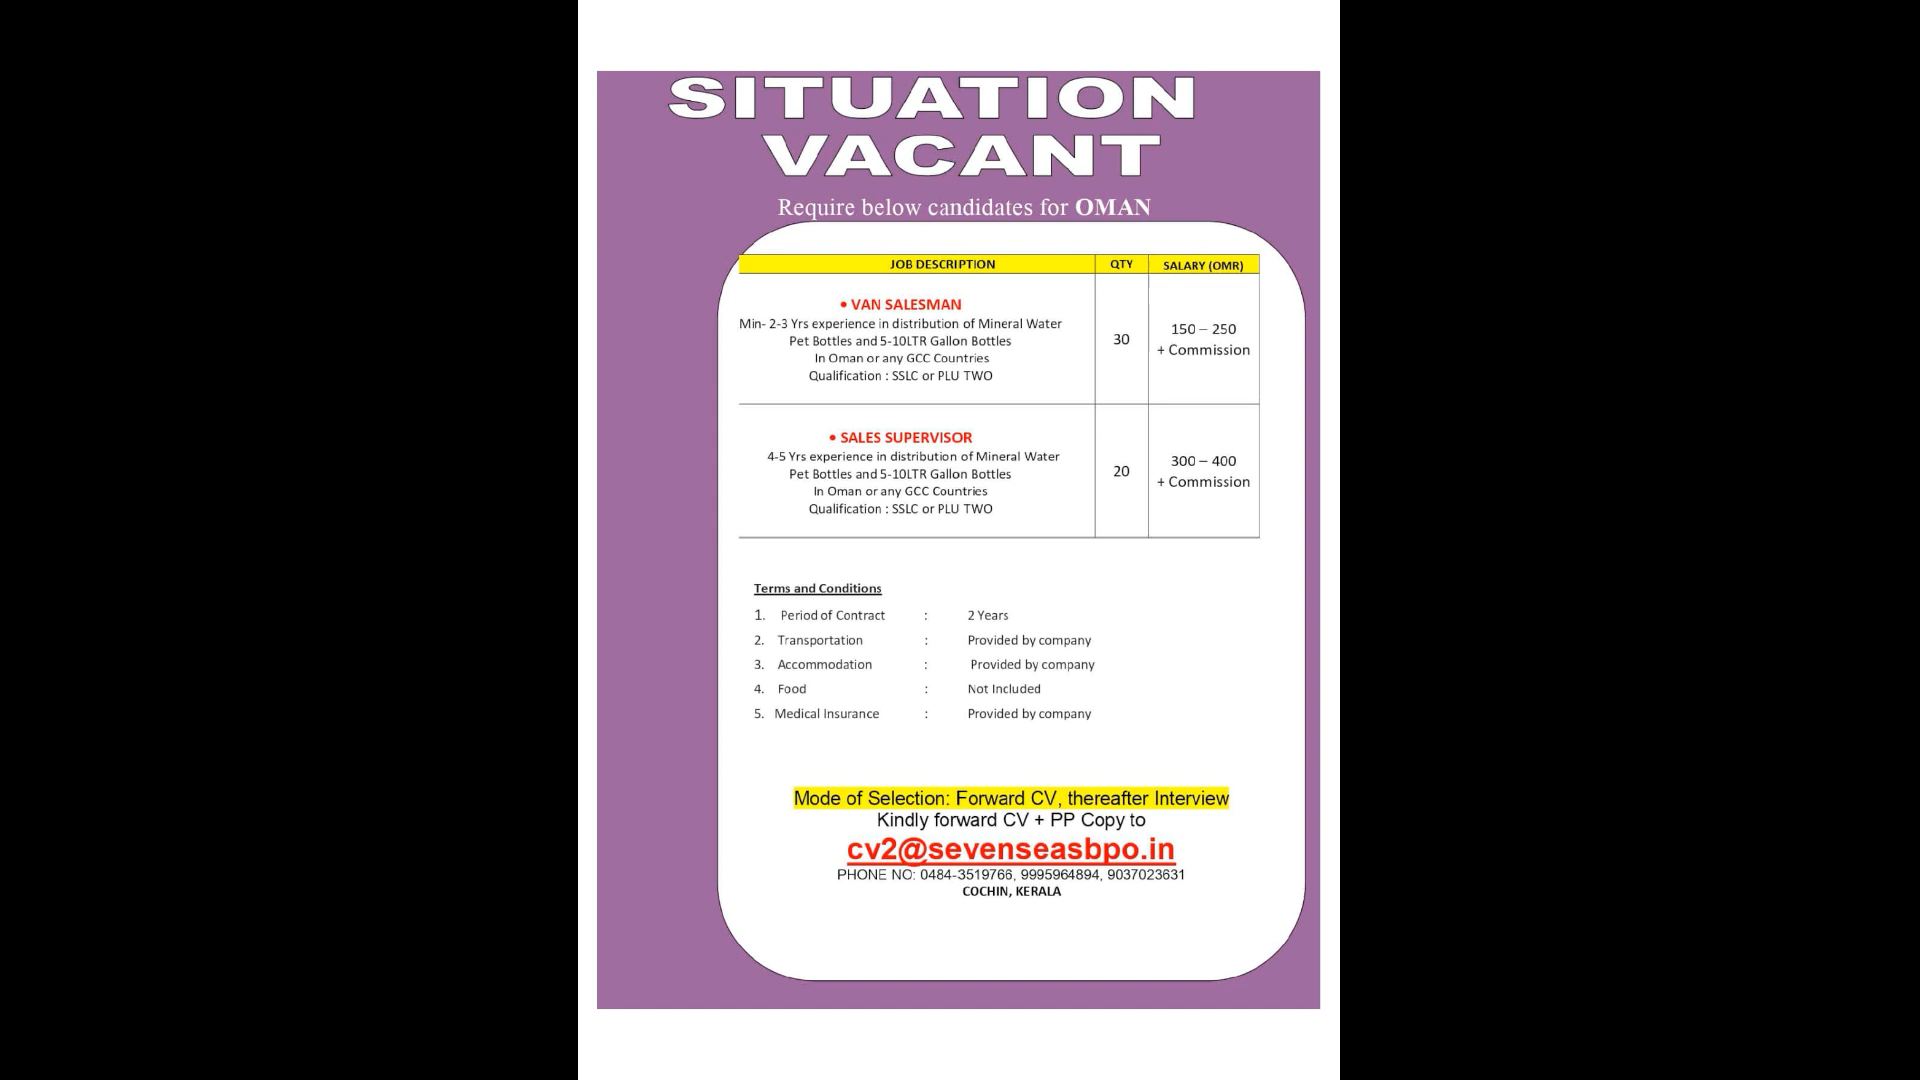 SITUATION
VACANT
Require below candidates for OMAN
JOB DESCRIPTION QTY SALARY (OMR)
• VAN SALESMAN
Min- 2-3 Yrs experience in distribution of Mineral Water
Pet Bottles and 5-10LTR Gallon Bottles
In Oman or any GCC Countries
Qualification : SSLC or PLU TWO
30
150 – 250
+ Commission
• SALES SUPERVISOR
4-5 Yrs experience in distribution of Mineral Water
Pet Bottles and 5-10LTR Gallon Bottles
In Oman or any GCC Countries
Qualification : SSLC or PLU TWO
20
300 – 400
+ Commission
Terms and Conditions
1. Period of Contract : 2 Years
2. Transportation : Provided by company
3. Accommodation : Provided by company
4. Food : Not Included
5. Medical Insurance : Provided by company
Mode of Selection: Forward CV, thereafter Interview
Kindly forward CV + PP Copy to
cv2@sevenseasbpo.in
PHONE NO: 0484-3519766, 9995964894, 9037023631
COCHIN, KERALA